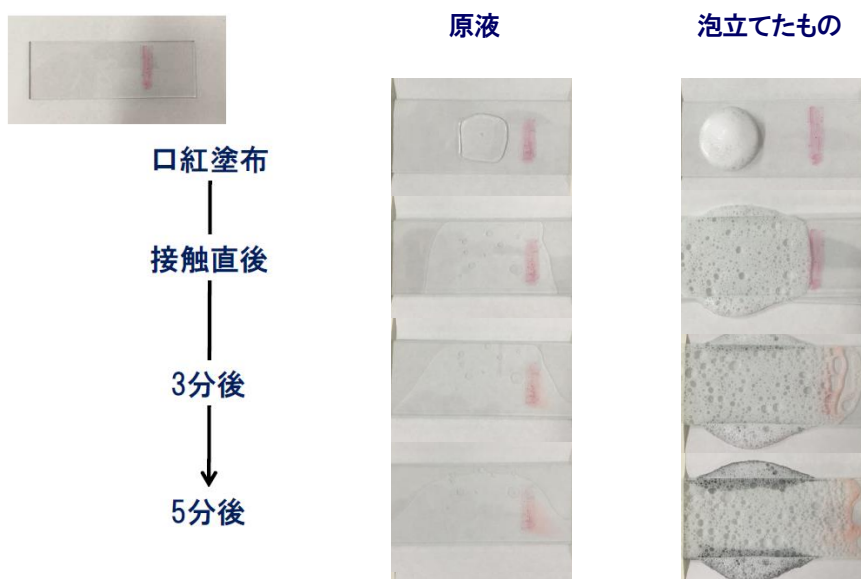 原液
泡立てたもの
口紅塗布
接触直後
3分後
5分後